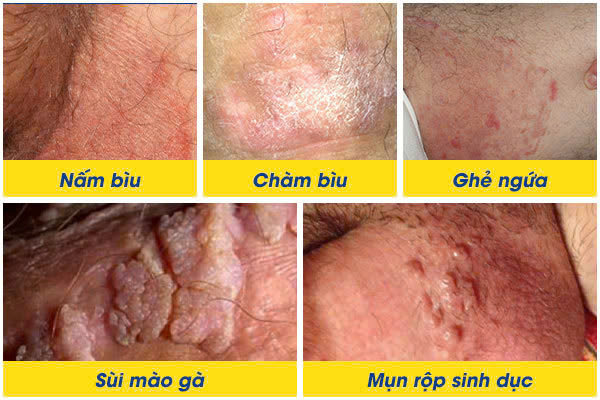 Nấm bìu
Chàm bìu
Ghẻ ngứa
Sùi mào gà
Mụn rộp sinh dục